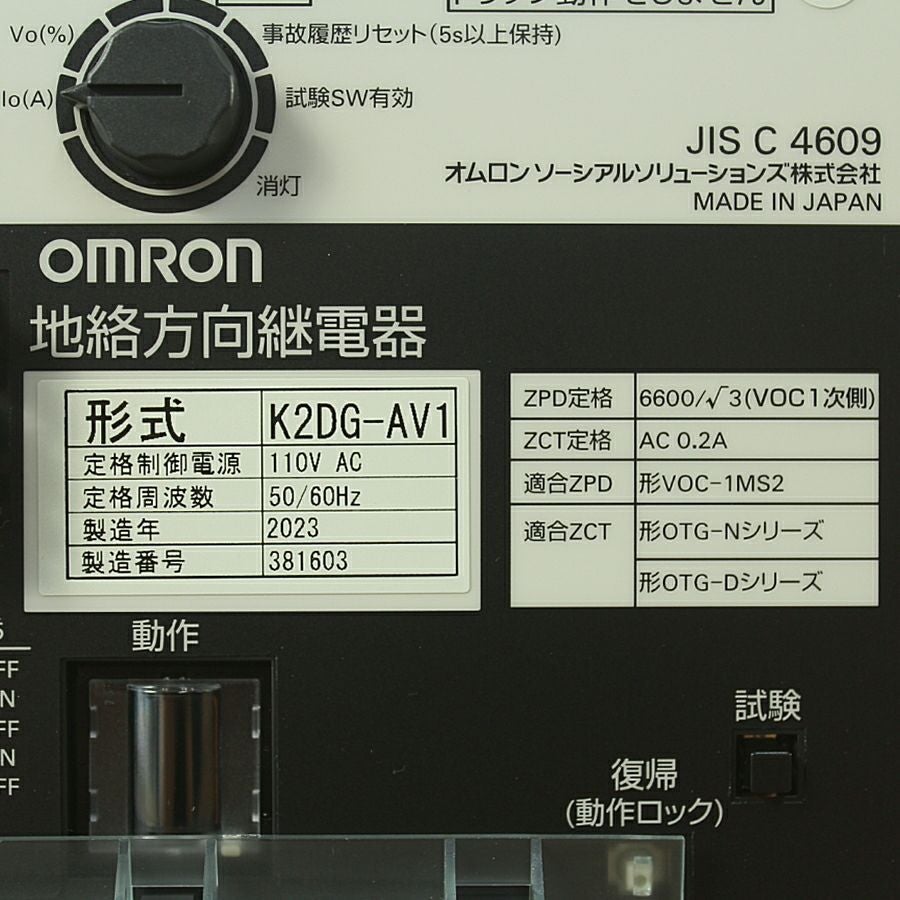 Vo(%)
事故履歴リセット(5s以上保持)
Io(A)
試験SW有効
消灯
JIS C 4609
オムロン ソーシアルソリューションズ株式会社
MADE IN JAPAN
OMRON
地絡方向継電器
形式 K2DG-AV1
定格制御電源 110V AC
定格周波数 50/60Hz
製造年 2023
製造番号 381603
ZPD定格 6600/√3(VOC1次側)
ZCT定格 AC 0.2A
適合ZPD 形VOC-1MS2
適合ZCT 形OTG-Nシリーズ
形OTG-Dシリーズ
動作
試験
復帰
(動作ロック)